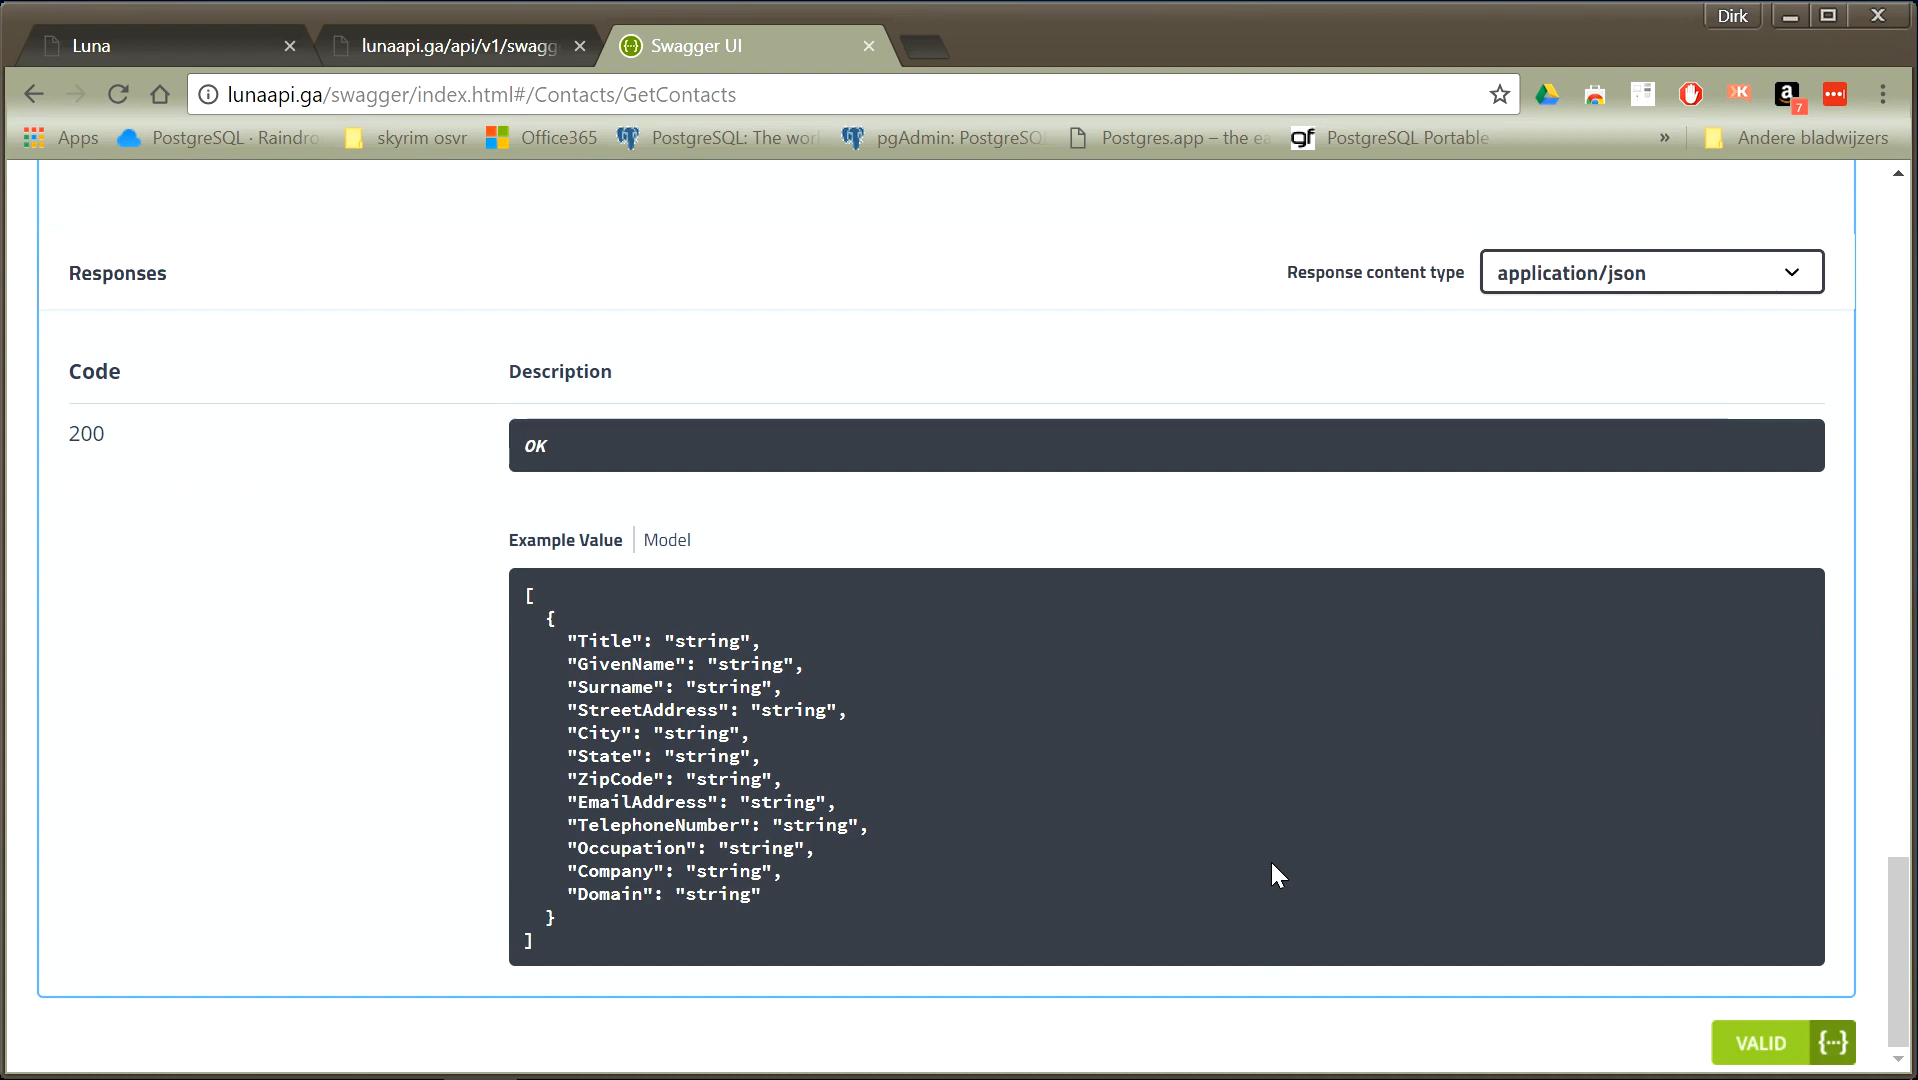 Dirk
Luna
lunaapi.ga/api/v1/swagg
Swagger UI
lunaapi.ga/swagger/index.html#/Contacts/GetContacts
K
a
7
Apps
PostgreSQL · Raindro
skyrim osvr
Office365
PostgreSQL: The worl
pgAdmin: PostgreSQ
Postgres.app – the ea
gf
PostgreSQL Portable
»
Andere bladwijzers
Responses
Response content type
application/json
Code
Description
200
OK
Example Value
Model
[
{
"Title": "string",
"GivenName": "string",
"Surname": "string",
"StreetAddress": "string",
"City": "string",
"State": "string",
"ZipCode": "string",
"EmailAddress": "string",
"TelephoneNumber": "string",
"Occupation": "string",
"Company": "string",
"Domain": "string"
}
]
VALID {···}